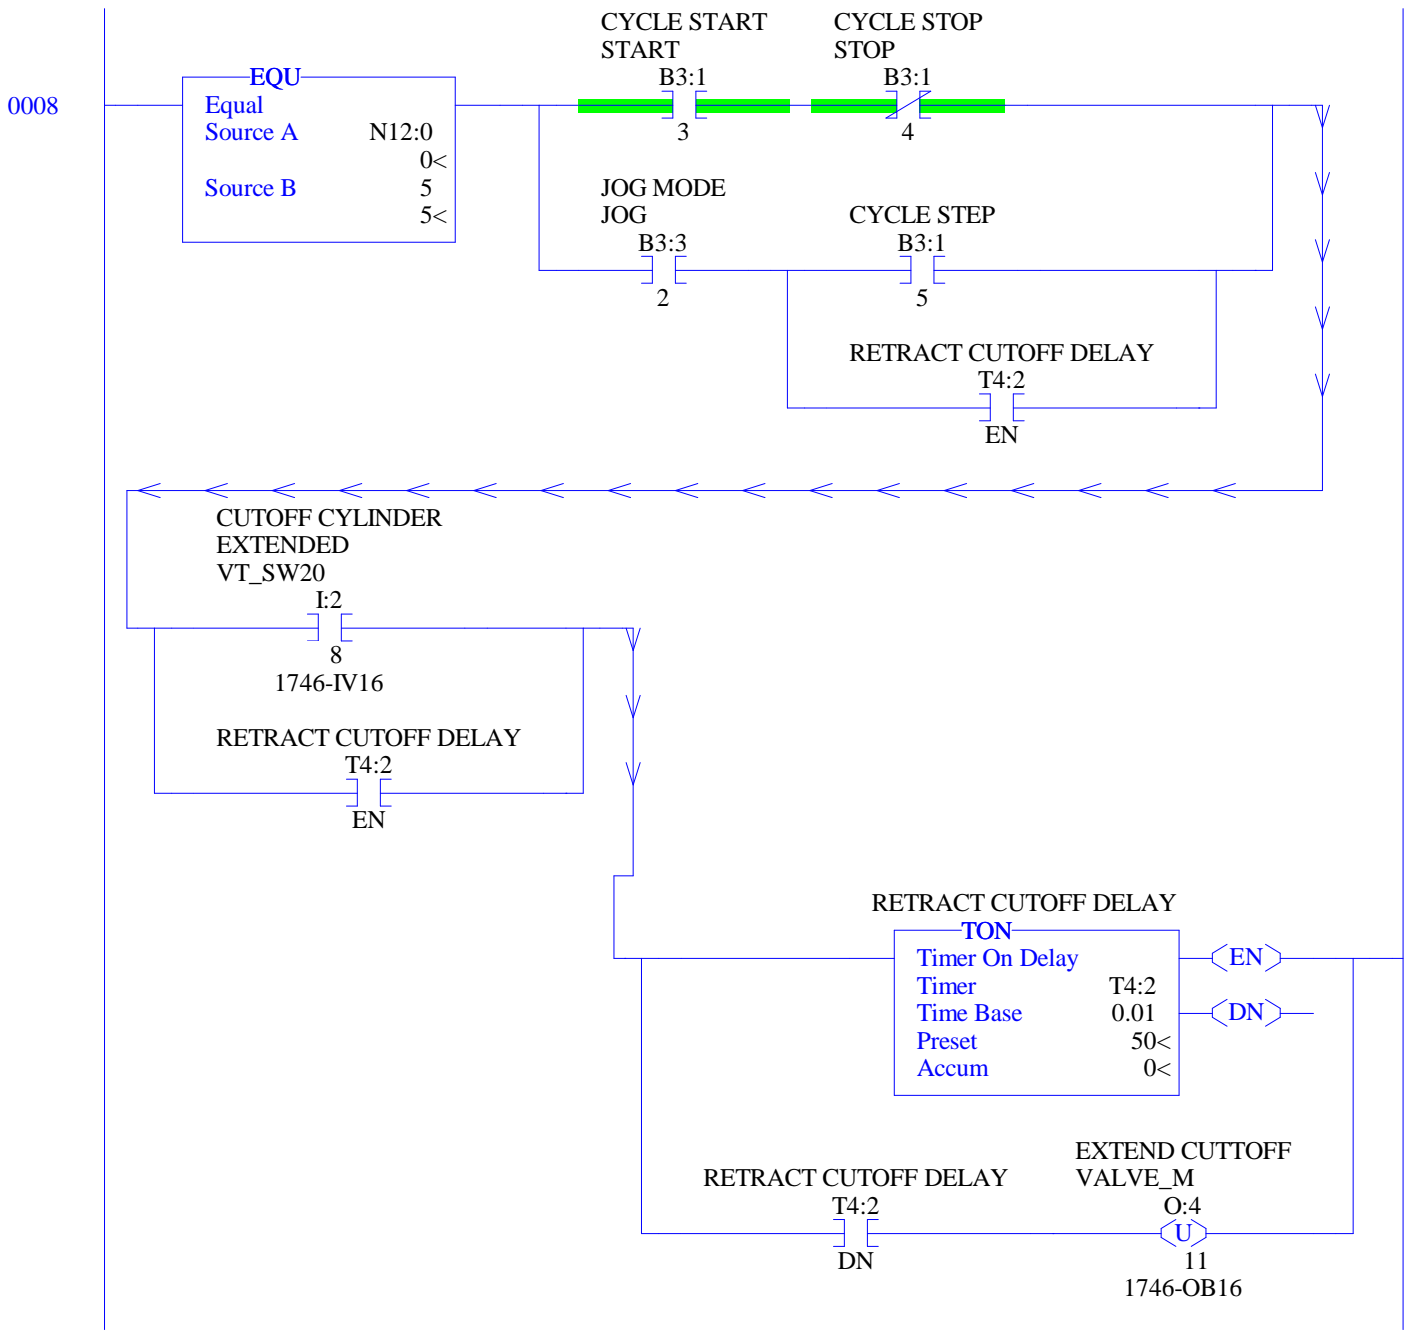 CYCLE START
START
B3:1
3
CYCLE STOP
STOP
B3:1
4
0008
EQU
Equal
Source A N12:0
0<
Source B 5
5<
JOG MODE
JOG
B3:3
2
CYCLE STEP
B3:1
5
RETRACT CUTOFF DELAY
T4:2
EN
CUTOFF CYLINDER
EXTENDED
VT_SW20
I:2
8
1746-IV16
RETRACT CUTOFF DELAY
T4:2
EN
RETRACT CUTOFF DELAY
TON
Timer On Delay
Timer T4:2
Time Base 0.01
Preset 50<
Accum 0<
EN
DN
RETRACT CUTOFF DELAY
T4:2
DN
EXTEND CUTTOFF
VALVE_M
O:4
U
11
1746-OB16